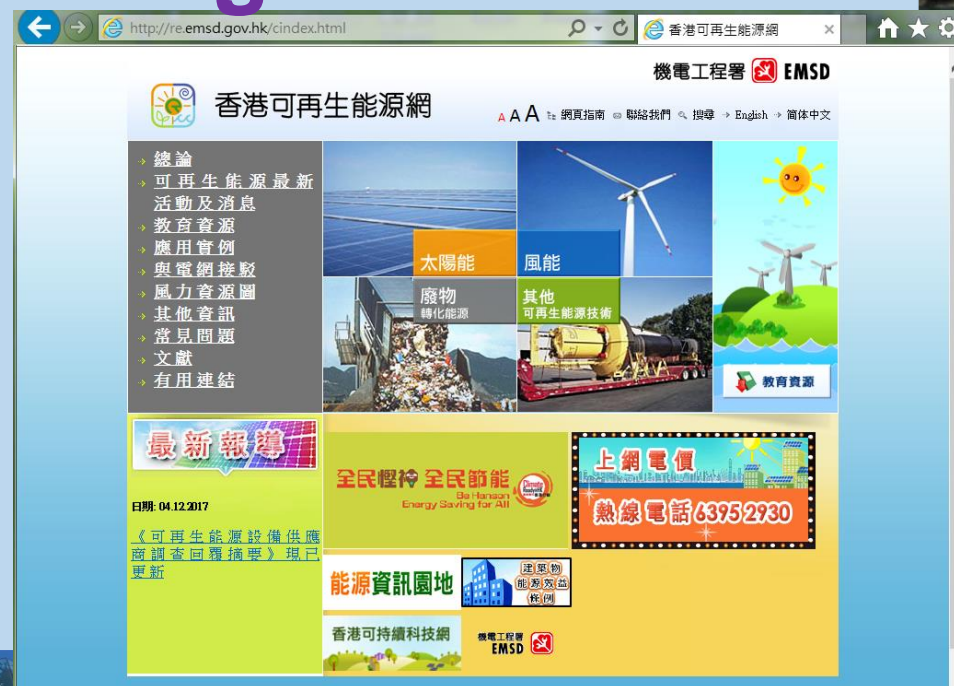 http://re.emsd.gov.hk/cindex.html
香港可再生能源網
機電工程署 EMSD
香港可再生能源網
A A A 網頁指南 聯絡我們 搜尋 English 简体中文
總論
可再生能源最新
活動及消息
教育資源
應用實例
與電網接駁
風力資源圖
其他資訊
常見問題
文獻
有用連結
太陽能
風能
廢物
轉化能源
其他
可再生能源技術
教育資源
最新報導
日期: 04.12.2017
《可再生能源設備供應
商調查回覆摘要》現已
更新
全民慳神 全民節能
Be Hanson
Energy Saving for All
上網電價
熱線電話 6395 2930
能源資訊園地
建築物
能源效益
條例
香港可持續科技網
機電工程署
EMSD